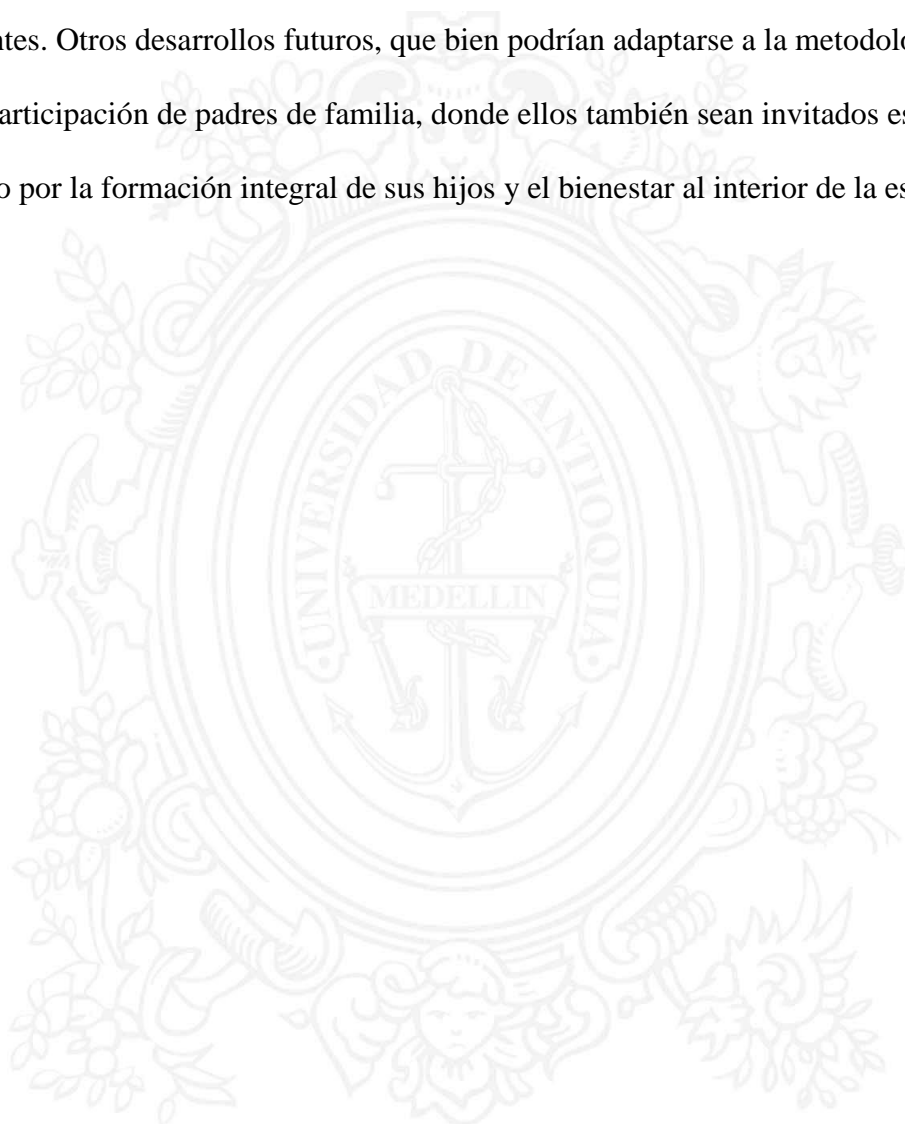 ntes. Otros desarrollos futuros, que bien podrían adaptarse a la metodolo
articipación de padres de familia, donde ellos también sean invitados es
o por la formación integral de sus hijos y el bienestar al interior de la es
UNIVERSIDAD DE ANTIOQUIA
MEDELLIN